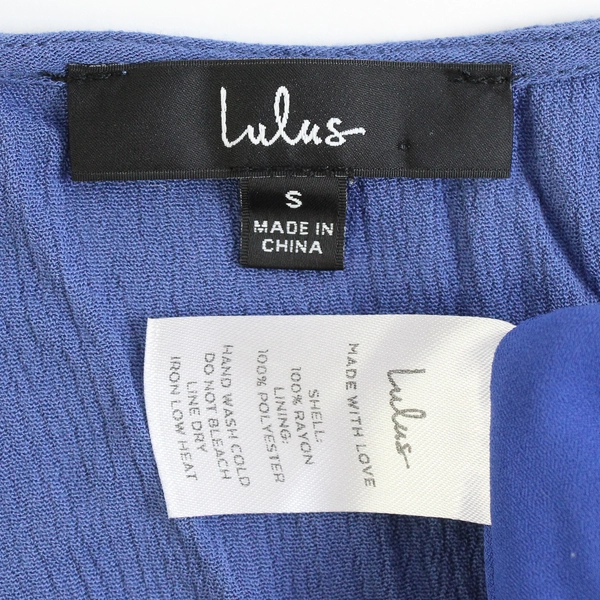 Lulus
S
MADE IN
CHINA
Lulus
MADE WITH LOVE
SHELL:
100% RAYON
LINING:
100% POLYESTER
HAND WASH COLD
DO NOT BLEACH
LINE DRY
IRON LOW HEAT